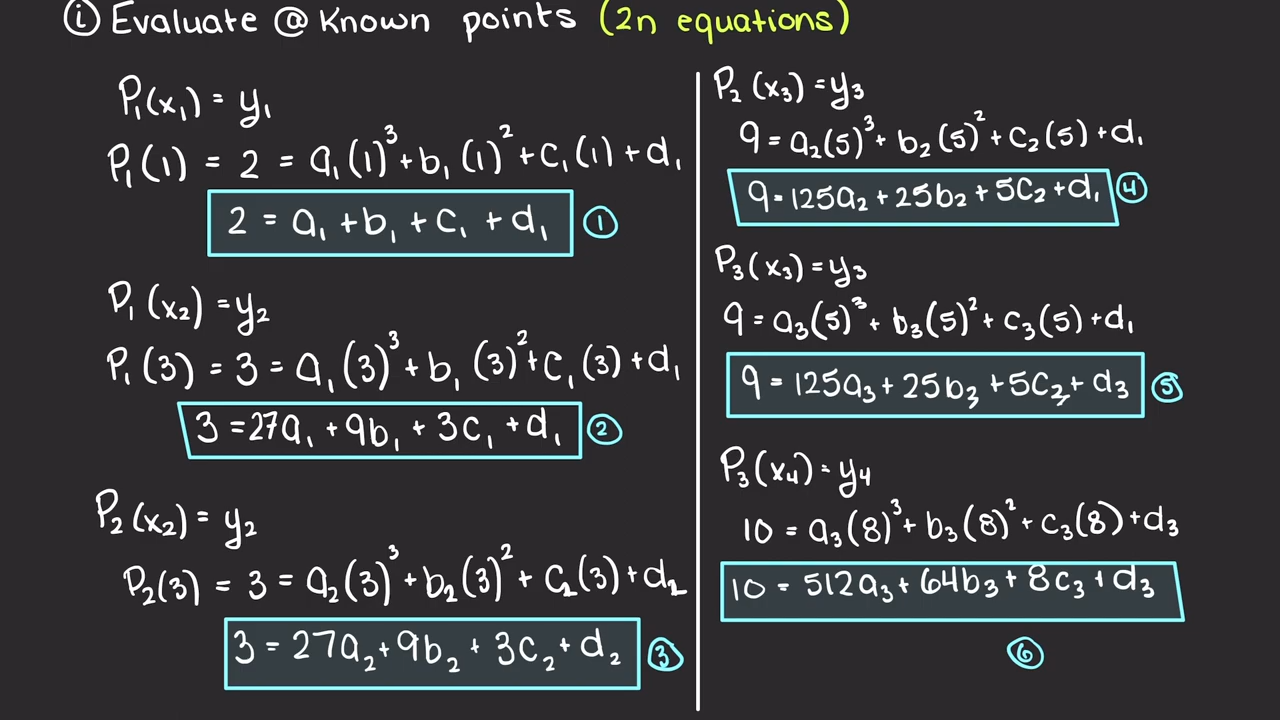 (i) Evaluate @ Known points (2n equations)
P₁(x₁) = y₁
P₁(1) = 2 = a₁(1)³ + b₁(1)² + c₁(1) + d₁
2 = a₁ + b₁ + c₁ + d₁ (1)
P₁(x₂) = y₂
P₁(3) = 3 = a₁(3)³ + b₁(3)² + c₁(3) + d₁
3 = 27a₁ + 9b₁ + 3c₁ + d₁ (2)
P₂(x₂) = y₂
P₂(3) = 3 = a₂(3)³ + b₂(3)² + c₂(3) + d₂
3 = 27a₂ + 9b₂ + 3c₂ + d₂ (3)
P₂(x₃) = y₃
9 = a₂(5)³ + b₂(5)² + c₂(5) + d₁
9 = 125a₂ + 25b₂ + 5c₂ + d₁ (4)
P₃(x₃) = y₃
9 = a₃(5)³ + b₃(5)² + c₃(5) + d₁
9 = 125a₃ + 25b₃ + 5c₃ + d₃ (5)
P₃(x₄) = y₄
10 = a₃(8)³ + b₃(8)² + c₃(8) + d₃
10 = 512a₃ + 64b₃ + 8c₃ + d₃
(6)